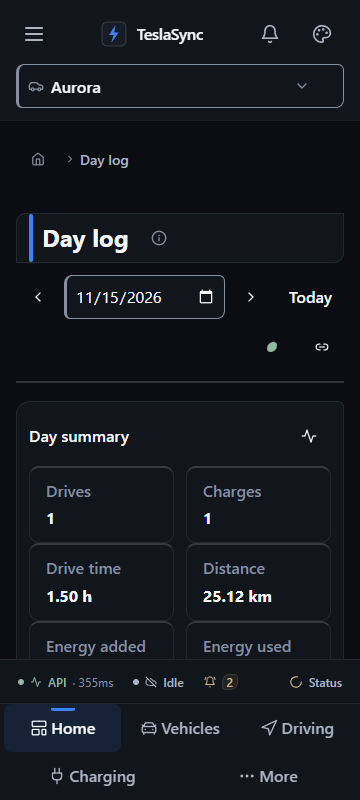 TeslaSync
Aurora
Day log
Day log
11/15/2026
Today
Day summary
Drives
Charges
1
1
Drive time
Distance
1.50 h
25.12 km
Energy added
Energy used
API · 355ms
Idle
2
Status
Home
Vehicles
Driving
Charging
More